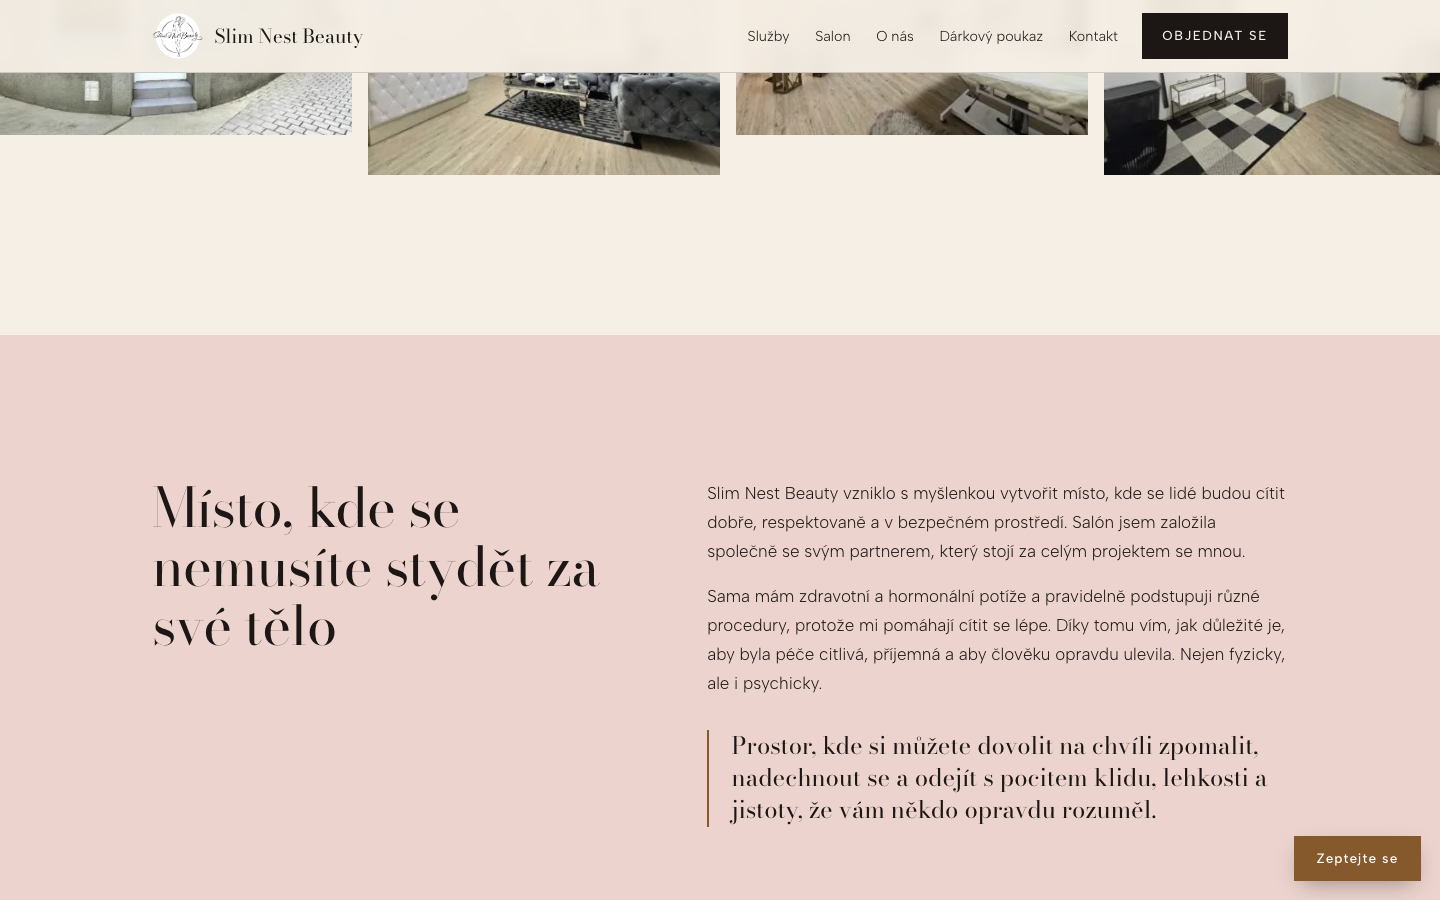 Slim Nest Beauty
Slim Nest Beauty
Služby
Salon
O nás
Dárkový poukaz
Kontakt
OBJEDNAT SE
Místo, kde se
nemusíte stydět za
své tělo
Slim Nest Beauty vzniklo s myšlenkou vytvořit místo, kde se lidé budou cítit
dobře, respektovaně a v bezpečném prostředí. Salón jsem založila
společně se svým partnerem, který stojí za celým projektem se mnou.
Sama mám zdravotní a hormonální potíže a pravidelně podstupuji různé
procedury, protože mi pomáhají cítit se lépe. Díky tomu vím, jak důležité je,
aby byla péče citlivá, příjemná a aby člověku opravdu ulevila. Nejen fyzicky,
ale i psychicky.
Prostor, kde si můžete dovolit na chvíli zpomalit,
nadechnout se a odejít s pocitem klidu, lehkosti a
jistoty, že vám někdo opravdu rozuměl.
Zeptejte se